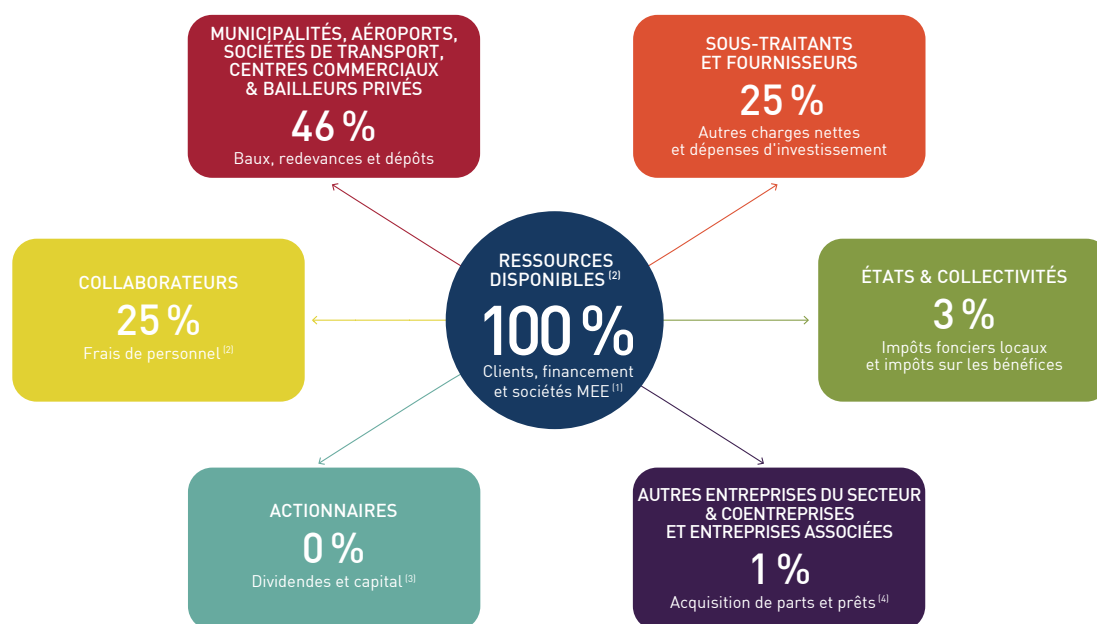 MUNICIPALITÉS, AÉROPORTS,
SOCIÉTÉS DE TRANSPORT,
CENTRES COMMERCIAUX
& BAILLEURS PRIVÉS
46 %
Baux, redevances et dépôts
SOUS-TRAITANTS
ET FOURNISSEURS
25 %
Autres charges nettes
et dépenses d'investissement
COLLABORATEURS
25 %
Frais de personnel (2)
RESSOURCES
DISPONIBLES (2)
100 %
Clients, financement
et sociétés MEE (1)
ÉTATS & COLLECTIVITÉS
3 %
Impôts fonciers locaux
et impôts sur les bénéfices
ACTIONNAIRES
0 %
Dividendes et capital (3)
AUTRES ENTREPRISES DU SECTEUR
& COENTREPRISES
ET ENTREPRISES ASSOCIÉES
1 %
Acquisition de parts et prêts (4)